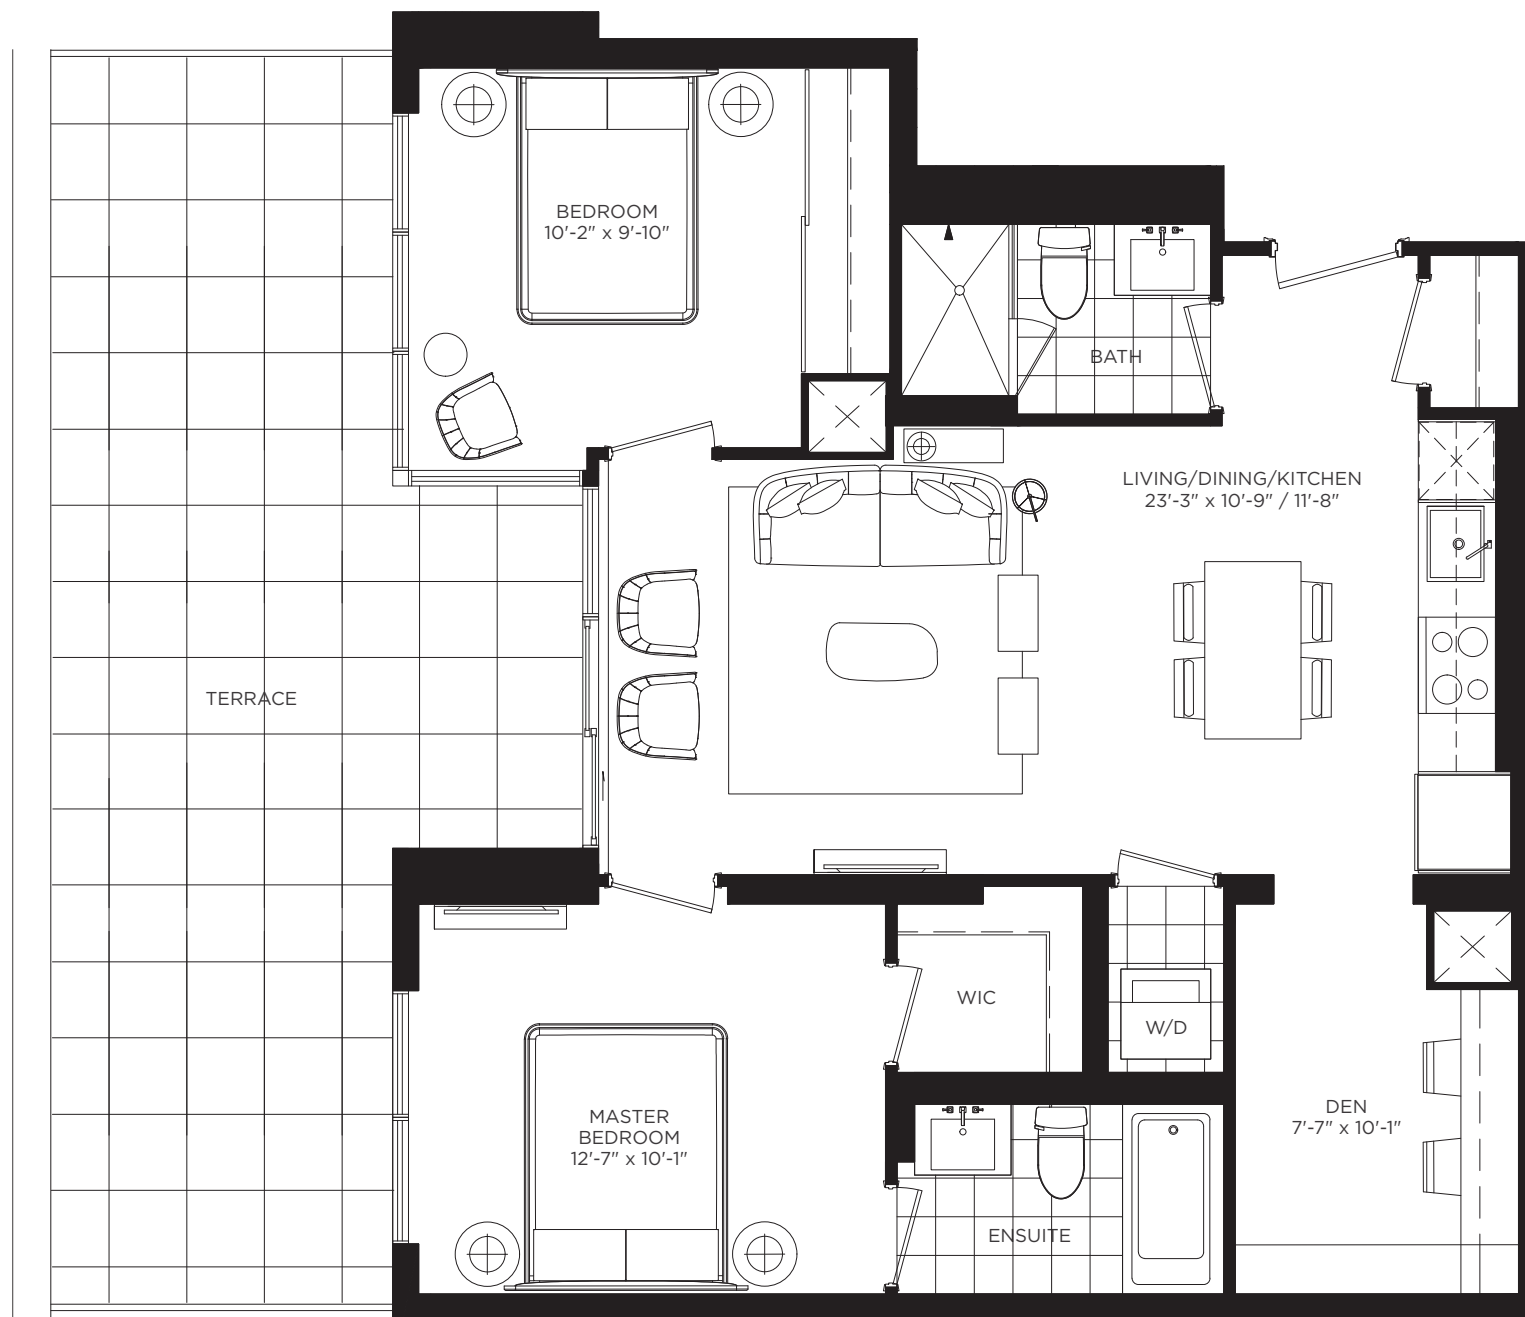 BEDROOM
10'-2" x 9'-10"
BATH
LIVING/DINING/KITCHEN
23'-3" x 10'-9" / 11'-8"
TERRACE
WIC
W/D
MASTER
BEDROOM
12'-7" x 10'-1"
DEN
7'-7" x 10'-1"
ENSUITE